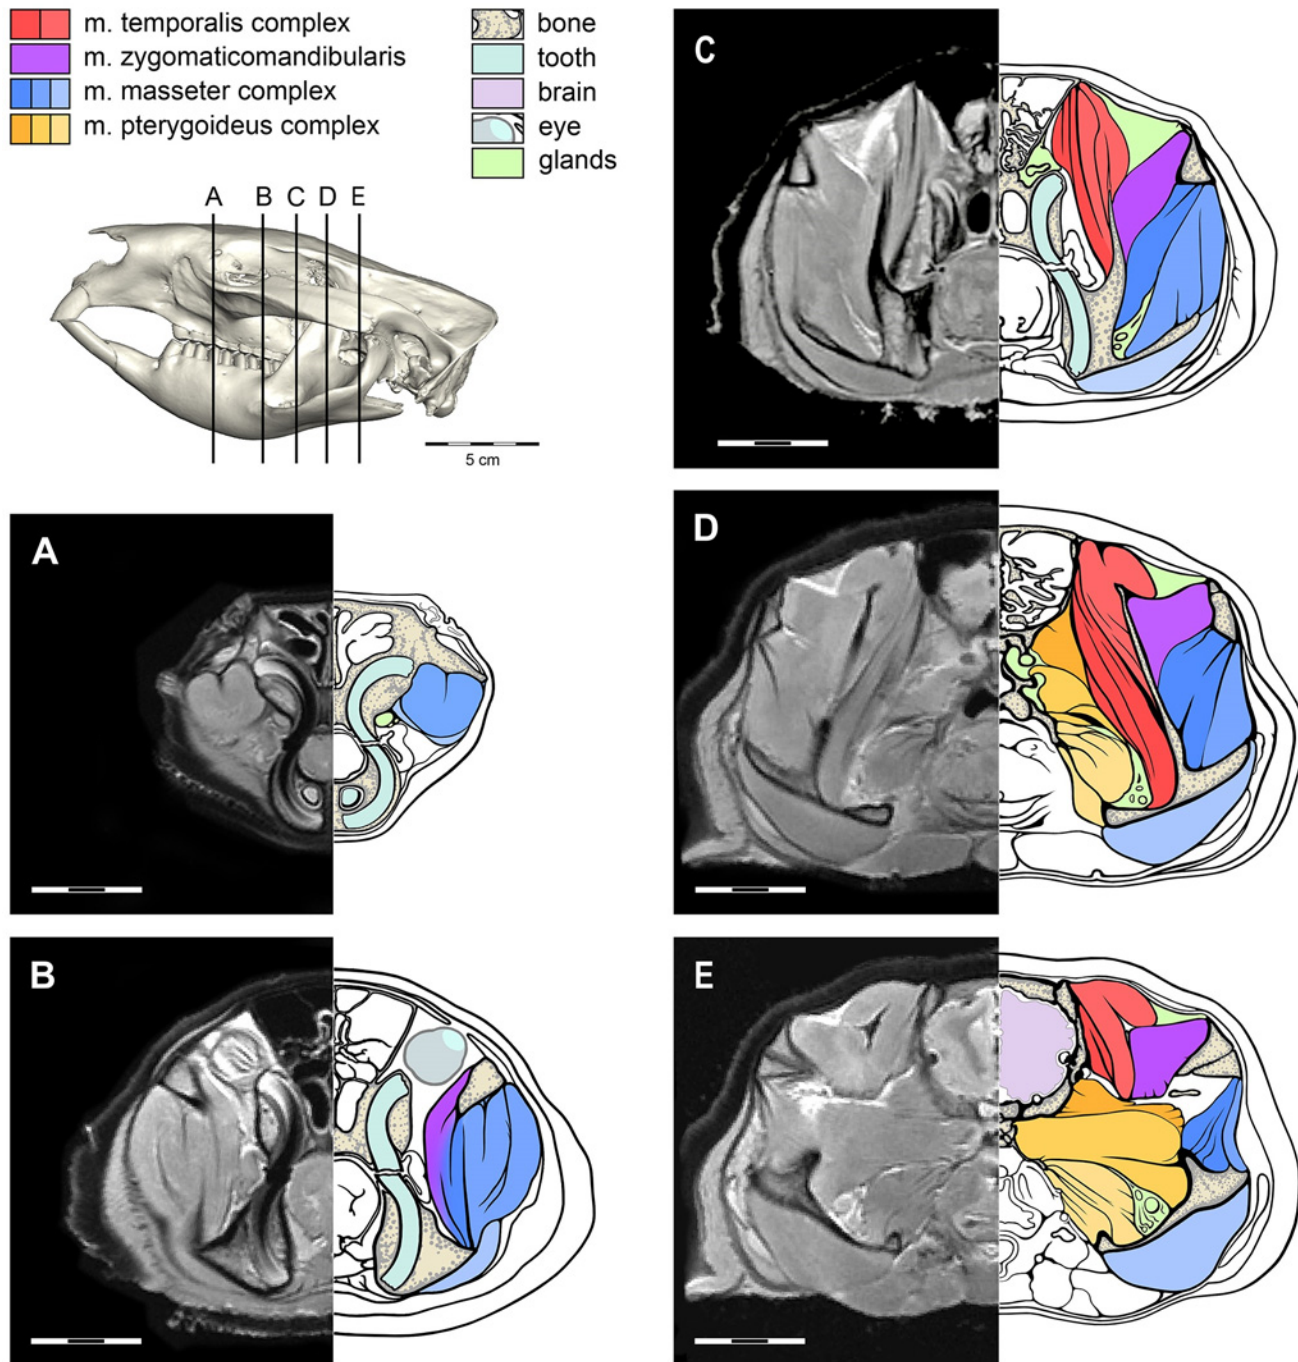 m. temporalis complex
m. zygomaticomandibularis
m. masseter complex
m. pterygoideus complex
bone
tooth
brain
eye
glands
A B C D E
5 cm
A
B
C
D
E